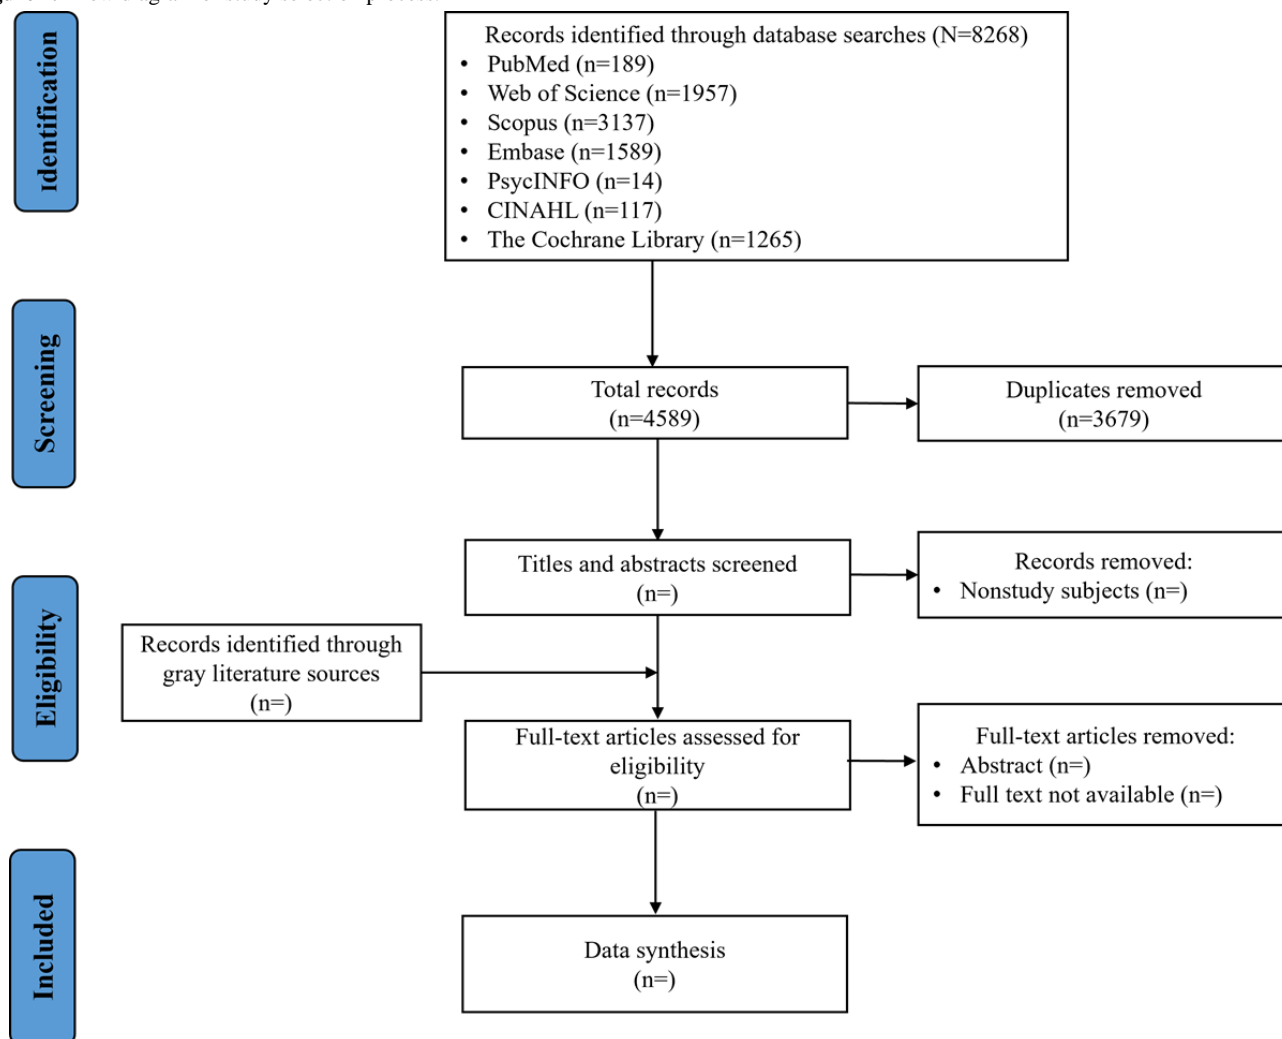 Identification
Records identified through database searches (N=8268)
• PubMed (n=189)
• Web of Science (n=1957)
• Scopus (n=3137)
• Embase (n=1589)
• PsycINFO (n=14)
• CINAHL (n=117)
• The Cochrane Library (n=1265)
Screening
Total records
(n=4589)
Duplicates removed
(n=3679)
Titles and abstracts screened
(n=)
Records removed:
• Nonstudy subjects (n=)
Eligibility
Records identified through
gray literature sources
(n=)
Full-text articles assessed for
eligibility
(n=)
Full-text articles removed:
• Abstract (n=)
• Full text not available (n=)
Included
Data synthesis
(n=)